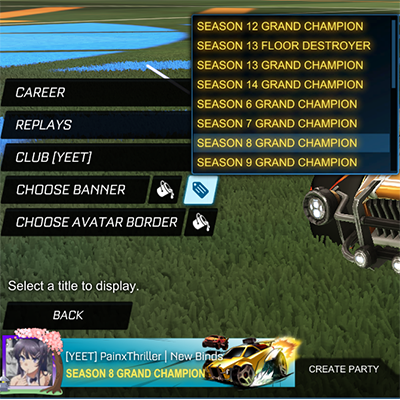 SEASON 12 GRAND CHAMPION
SEASON 13 FLOOR DESTROYER
SEASON 13 GRAND CHAMPION
SEASON 14 GRAND CHAMPION
SEASON 6 GRAND CHAMPION
SEASON 7 GRAND CHAMPION
SEASON 8 GRAND CHAMPION
SEASON 9 GRAND CHAMPION
CAREER
REPLAYS
CLUB [YEET]
CHOOSE BANNER
CHOOSE AVATAR BORDER
Select a title to display.
BACK
[YEET] PainxThriller | New Binds
SEASON 8 GRAND CHAMPION
CREATE PARTY